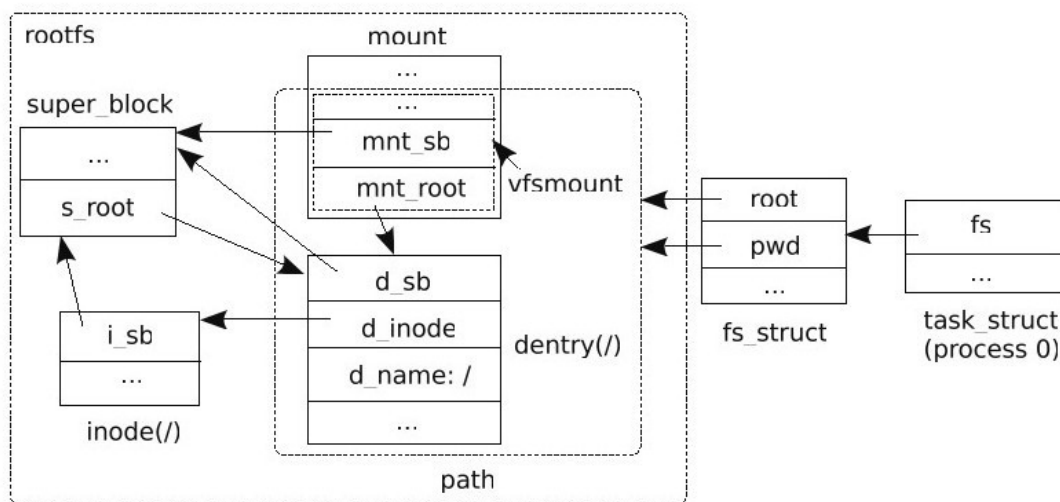 rootfs
mount
...
...
mnt_sb
mnt_root
vfsmount
super_block
...
s_root
d_sb
d_inode
d_name: /
...
dentry(/)
i_sb
...
inode(/)
path
root
pwd
...
fs_struct
fs
...
task_struct
(process 0)